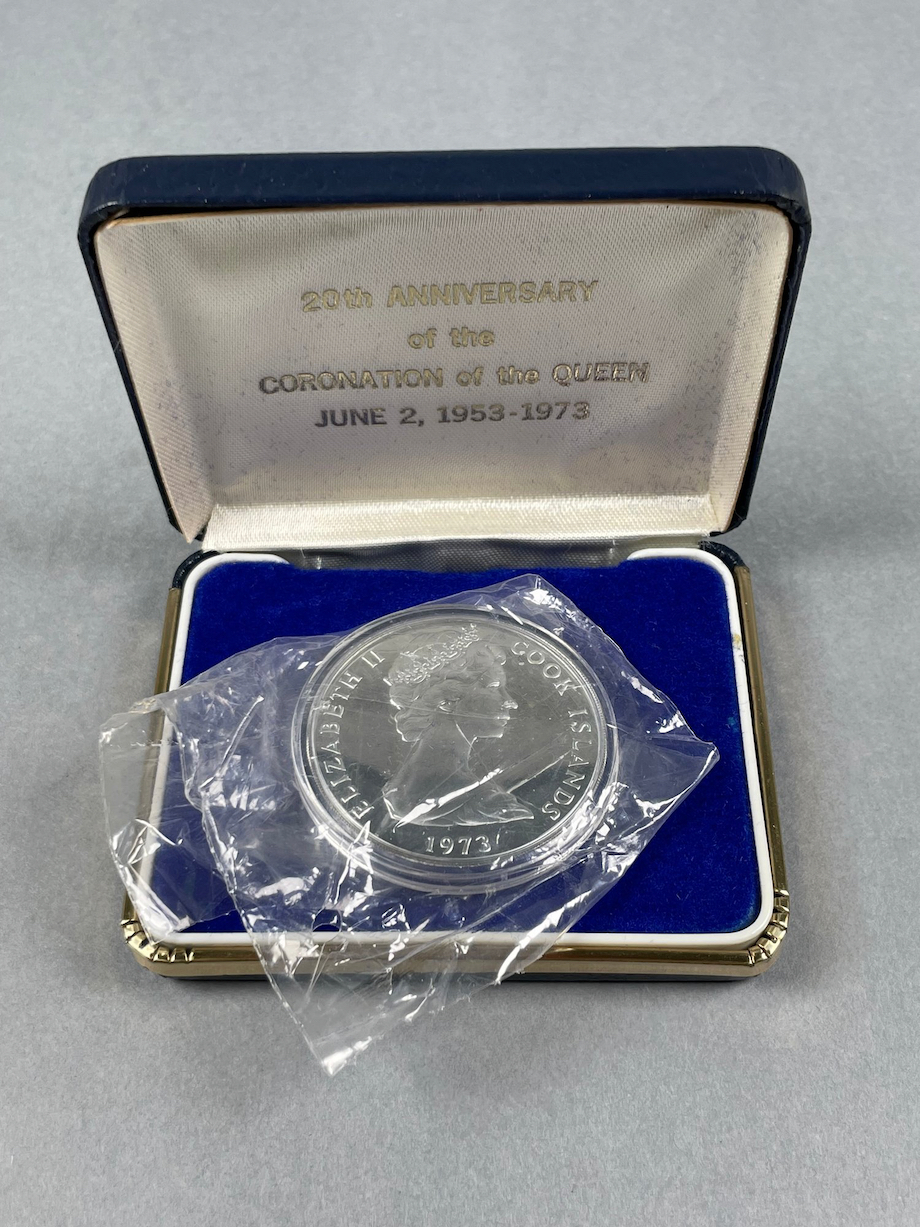 20th ANNIVERSARY
of the
CORONATION of the QUEEN
JUNE 2, 1953-1973
ELIZABETH II
COOK ISLANDS
1973